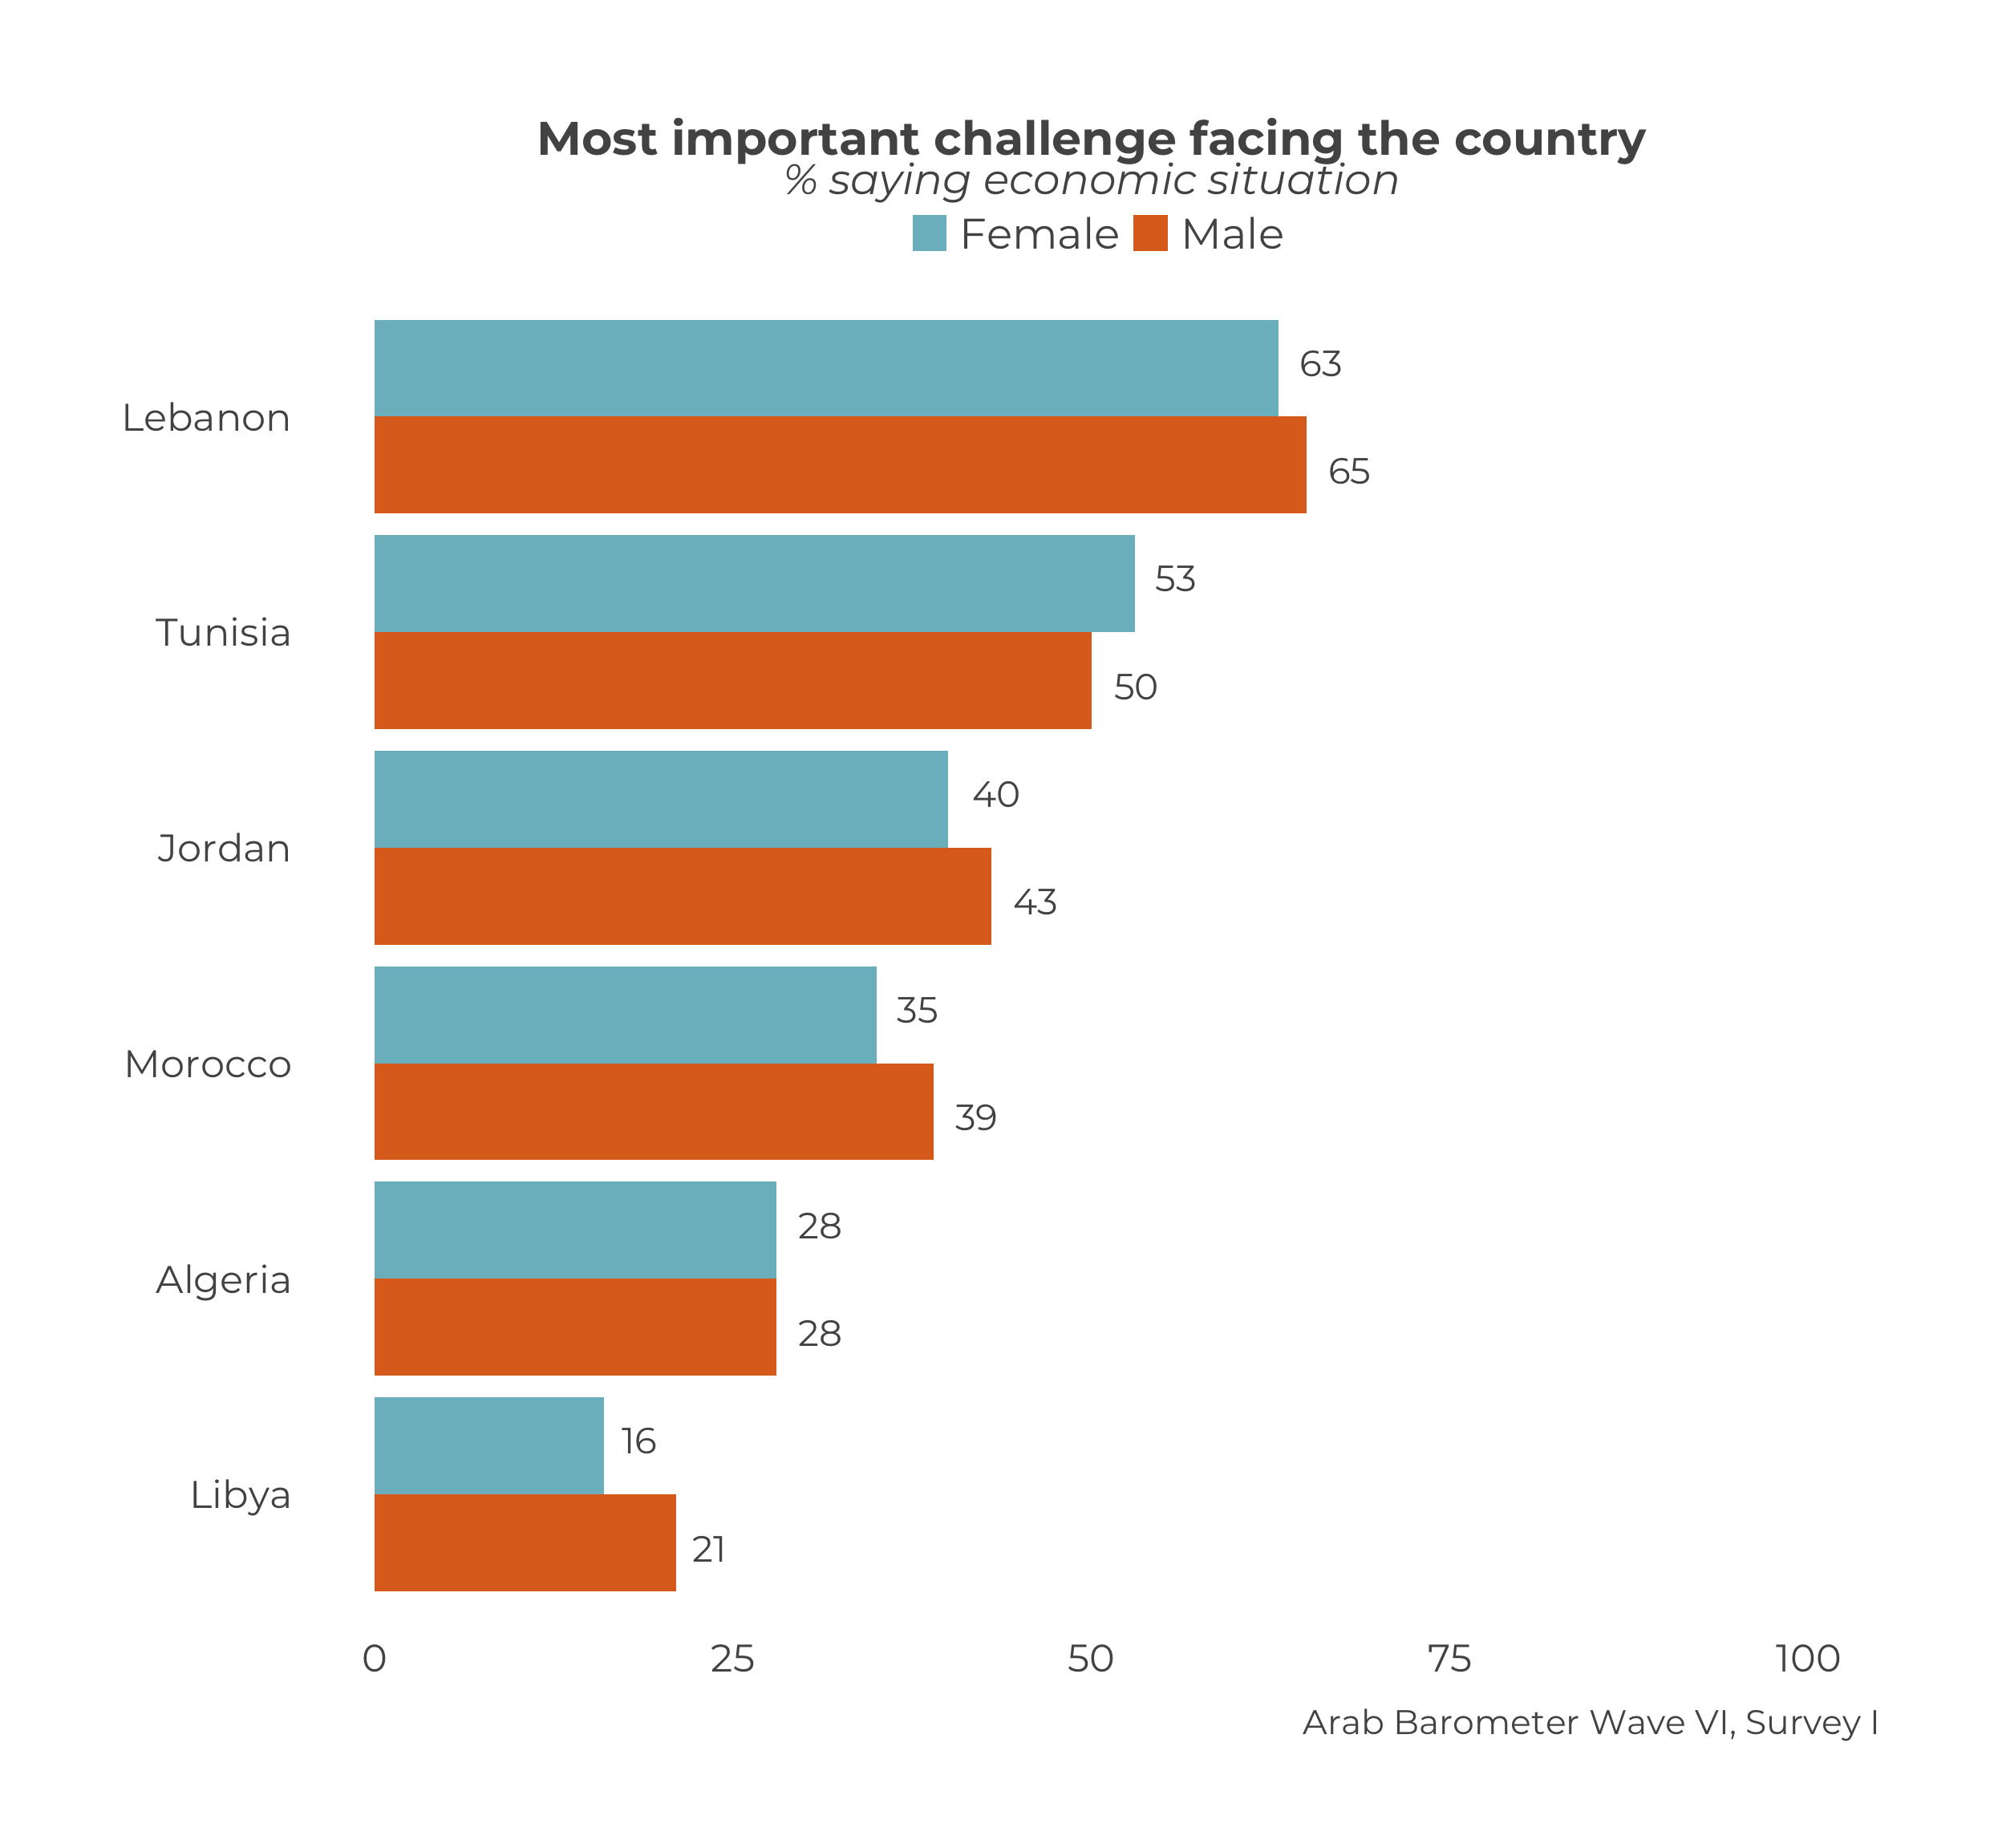 Most important challenge facing the country
% saying economic situation
Female Male
Lebanon
63
65
Tunisia
53
50
Jordan
40
43
Morocco
35
39
Algeria
28
28
Libya
16
21
0 25 50 75 100
Arab Barometer Wave VI, Survey I